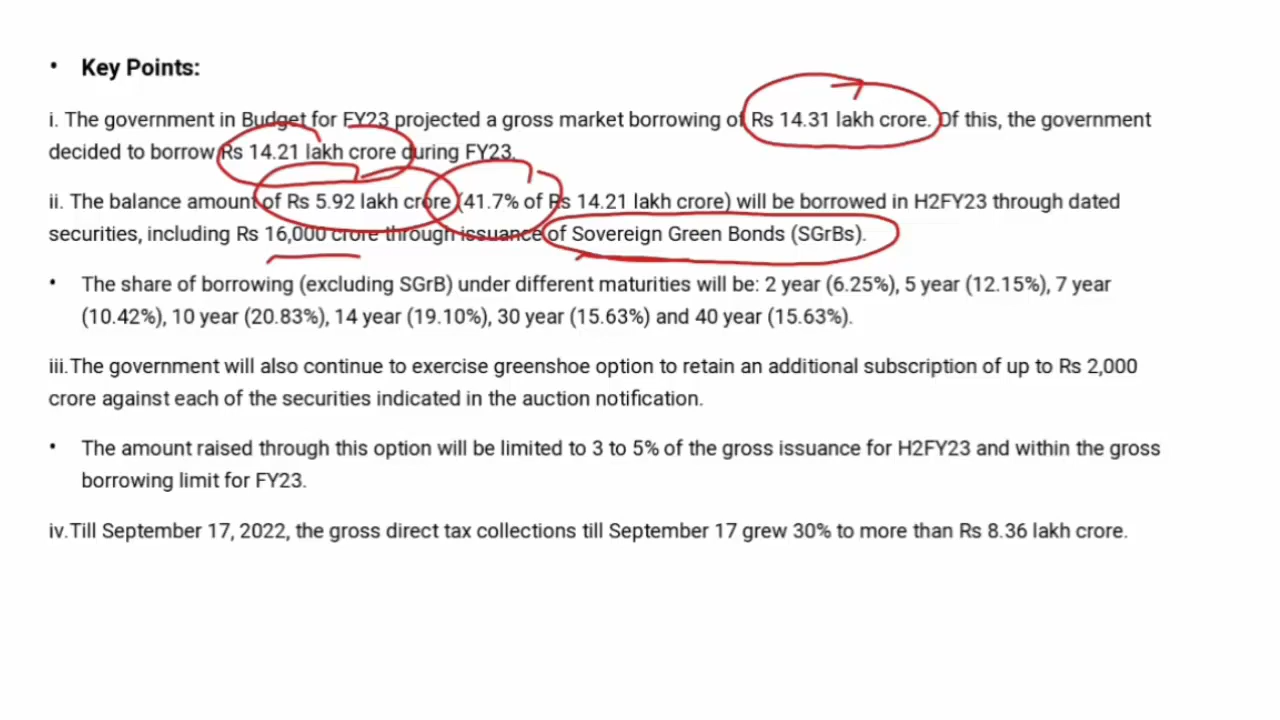 • Key Points:
i. The government in Budget for FY23 projected a gross market borrowing of Rs 14.31 lakh crore. Of this, the government
decided to borrow Rs 14.21 lakh crore during FY23.
ii. The balance amount of Rs 5.92 lakh crore (41.7% of Rs 14.21 lakh crore) will be borrowed in H2FY23 through dated
securities, including Rs 16,000 crore through issuance of Sovereign Green Bonds (SGrBs).
• The share of borrowing (excluding SGrB) under different maturities will be: 2 year (6.25%), 5 year (12.15%), 7 year
(10.42%), 10 year (20.83%), 14 year (19.10%), 30 year (15.63%) and 40 year (15.63%).
iii.The government will also continue to exercise greenshoe option to retain an additional subscription of up to Rs 2,000
crore against each of the securities indicated in the auction notification.
• The amount raised through this option will be limited to 3 to 5% of the gross issuance for H2FY23 and within the gross
borrowing limit for FY23.
iv.Till September 17, 2022, the gross direct tax collections till September 17 grew 30% to more than Rs 8.36 lakh crore.